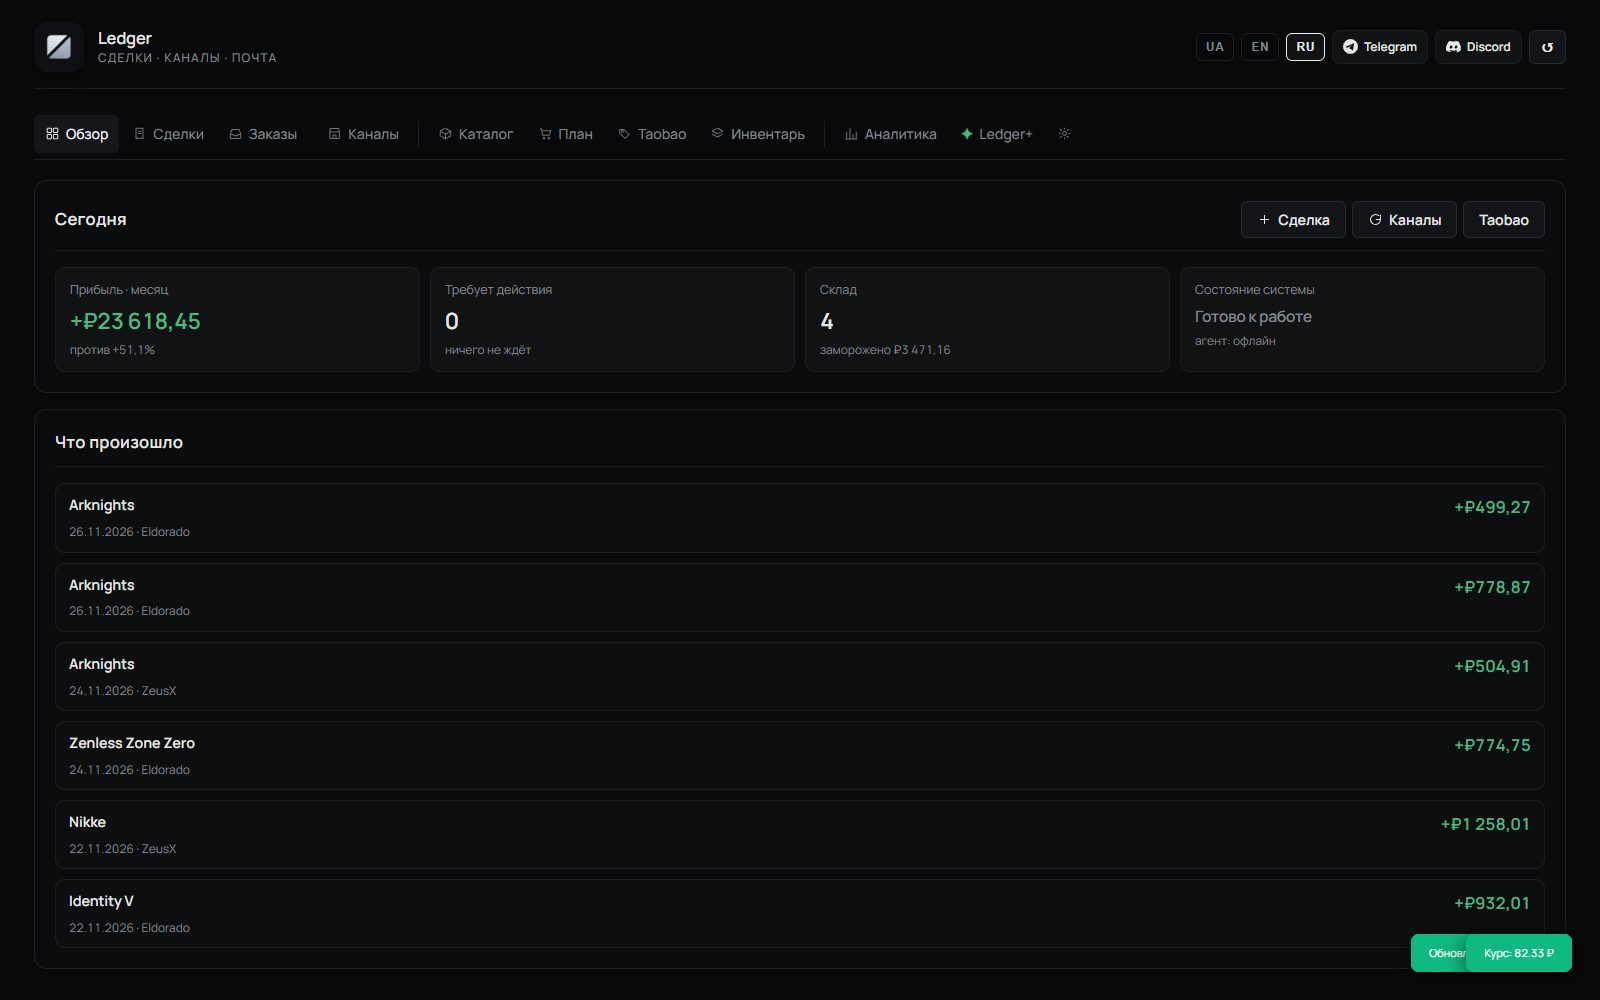 Ledger
СДЕЛКИ · КАНАЛЫ · ПОЧТА
UA EN RU Telegram Discord
Обзор Сделки Заказы Каналы Каталог План Taobao Инвентарь Аналитика Ledger+
Сегодня
+ Сделка Каналы Taobao
Прибыль · месяц
+₽23 618,45
против +51,1%
Требует действия
0
ничего не ждёт
Склад
4
заморожено ₽3 471,16
Состояние системы
Готово к работе
агент: офлайн
Что произошло
Arknights
+₽499,27
26.11.2026 · Eldorado
Arknights
+₽778,87
26.11.2026 · Eldorado
Arknights
+₽504,91
24.11.2026 · ZeusX
Zenless Zone Zero
+₽774,75
24.11.2026 · Eldorado
Nikke
+₽1 258,01
22.11.2026 · ZeusX
Identity V
+₽932,01
22.11.2026 · Eldorado
Курс: 82.33 ₽